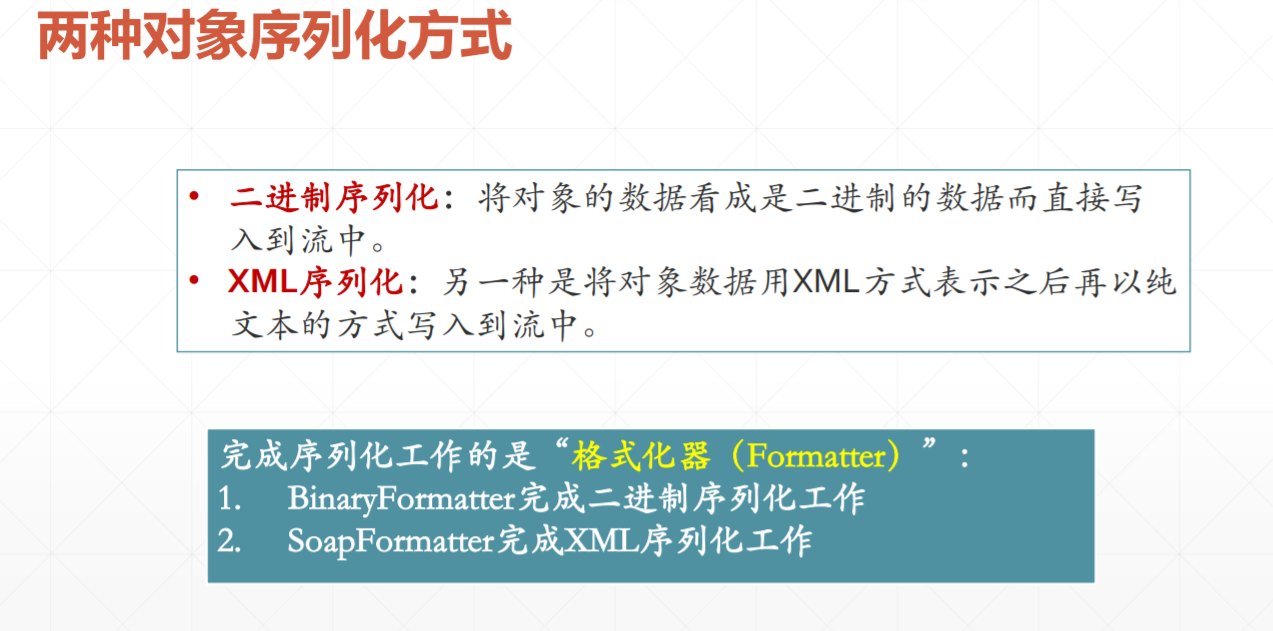 两种对象序列化方式
• 二进制序列化：将对象的数据看成是二进制的数据而直接写
入到流中。
• XML序列化：另一种是将对象数据用XML方式表示之后再以纯
文本的方式写入到流中。
完成序列化工作的是“格式化器（Formatter）”：
1. BinaryFormatter完成二进制序列化工作
2. SoapFormatter完成XML序列化工作